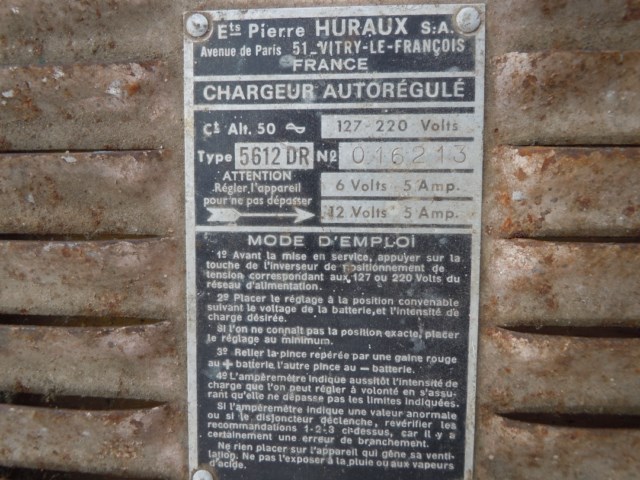 Ets Pierre HURAUX S.A.
Avenue de Paris 51_VITRY-LE-FRANÇOIS
FRANCE
CHARGEUR AUTORÉGULÉ
Ct Alt. 50 ~ 127-220 Volts
Type 5612 DR No 016213
ATTENTION
Régler l'appareil
pour ne pas dépasser
6 Volts 5 Amp.
12 Volts 5 Amp.
MODE D'EMPLOI
1o Avant la mise en service, appuyer sur la
touche de l'inverseur de positionnement de
tension correspondant aux 127 ou 220 Volts du
réseau d'alimentation.
2o Placer le réglage à la position convenable
suivant le voltage de la batterie, et l'intensité de
charge désirée.
Si l'on ne connaît pas la position exacte, placer
le réglage au minimum.
3o Relier la pince repérée par une gaine rouge
au + batterie, l'autre pince au — batterie.
4o L'ampèremètre indique aussitôt l'intensité de
charge que l'on peut régler à volonté en s'assu-
rant qu'elle ne dépasse pas les limites indiquées.
Si l'ampèremètre indique une valeur anormale
ou si le disjoncteur déclenche, revérifier les
recommandations 1-2-3 ci-dessus, car il y a
certainement une erreur de branchement.
Ne rien placer sur l'appareil qui gêne sa venti-
lation. Ne pas l'exposer à la pluie ou aux vapeurs
d'acide.